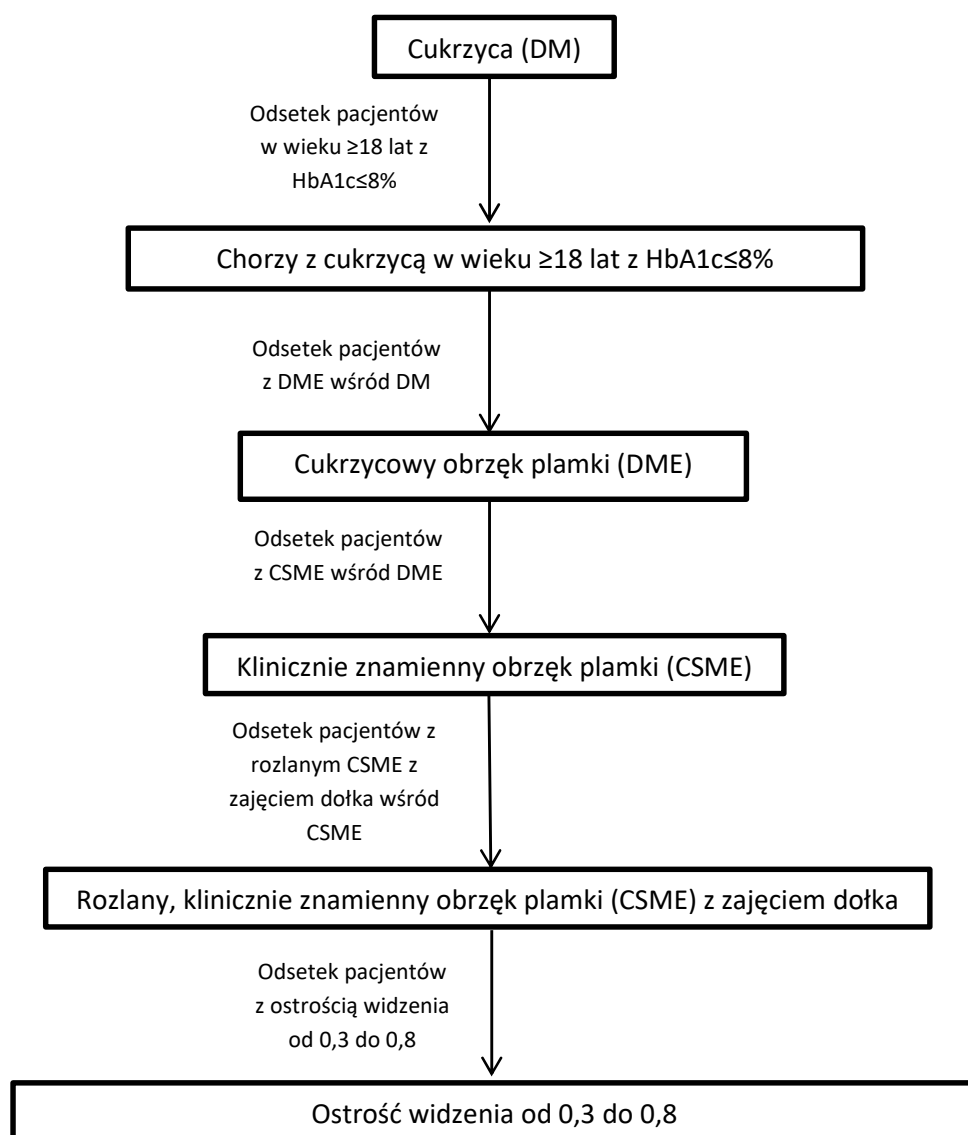 Cukrzyca (DM)
Odsetek pacjentów
w wieku ≥18 lat z
HbA1c≤8%
Chorzy z cukrzycą w wieku ≥18 lat z HbA1c≤8%
Odsetek pacjentów
z DME wśród DM
Cukrzycowy obrzęk plamki (DME)
Odsetek pacjentów
z CSME wśród DME
Klinicznie znamienny obrzęk plamki (CSME)
Odsetek pacjentów z
rozlanym CSME z
zajęciem dołka wśród
CSME
Rozlany, klinicznie znamienny obrzęk plamki (CSME) z zajęciem dołka
Odsetek pacjentów
z ostrością widzenia
od 0,3 do 0,8
Ostrość widzenia od 0,3 do 0,8